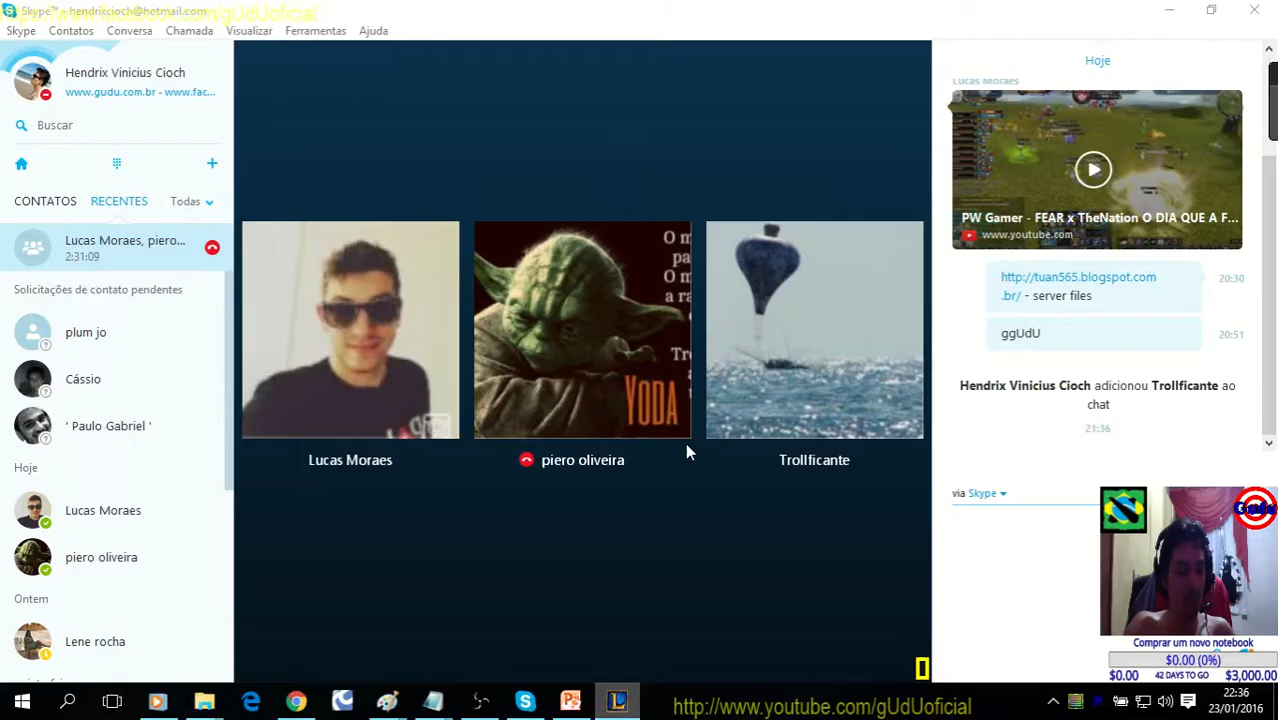 Skype™ - hendrixcioch@hotmail.com
Skype Contatos Conversa Chamada Visualizar Ferramentas Ajuda
Hendrix Vinicius Cioch
www.gudu.com.br - www.fac...
Buscar
CONTATOS RECENTES Todas
Lucas Moraes, piero...
2:31:09
Solicitações de contato pendentes
plum jo
Cássio
' Paulo Gabriel '
Hoje
Lucas Moraes
piero oliveira
Ontem
Lene rocha
O m
pa
O m
a ra
Tr
YODA
Lucas Moraes
piero oliveira
Trollficante
Hoje
Lucas Moraes
PW Gamer - FEAR x TheNation O DIA QUE A F...
www.youtube.com
http://tuan565.blogspot.com
.br/ - server files
20:30
ggUdU
20:51
Hendrix Vinicius Cioch adicionou Trollficante ao
chat
21:36
via Skype
Gudu
Comprar um novo notebook
$0.00 (0%)
$0.00 42 DAYS TO GO $3,000.00
0
http://www.youtube.com/gUdUoficial
22:36
23/01/2016